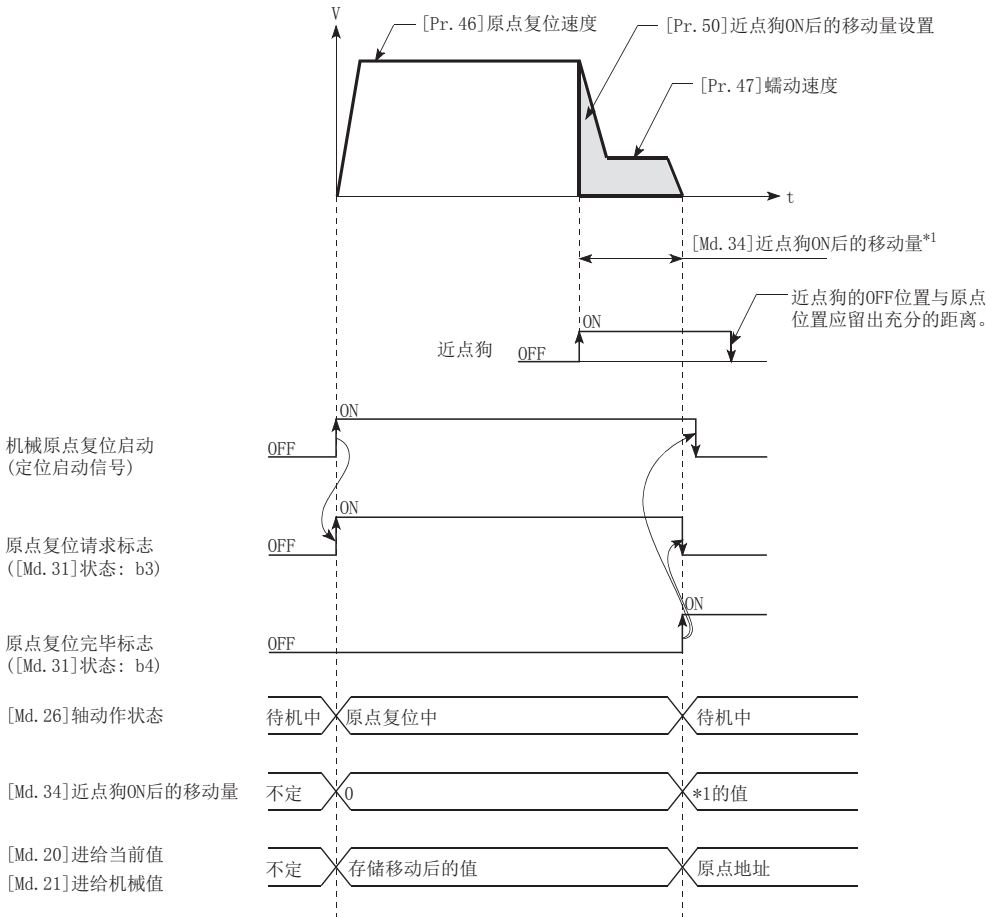 V
[Pr.46]原点复位速度
[Pr.50]近点狗ON后的移动量设置
[Pr.47]蠕动速度
t
[Md.34]近点狗ON后的移动量*1
近点狗的OFF位置与原点
位置应留出充分的距离。
ON
近点狗
OFF
ON
机械原点复位启动
(定位启动信号)
OFF
ON
原点复位请求标志
([Md.31]状态: b3)
OFF
ON
原点复位完毕标志
([Md.31]状态: b4)
OFF
[Md.26]轴动作状态
待机中
原点复位中
待机中
[Md.34]近点狗ON后的移动量
不定
0
*1的值
[Md.20]进给当前值
[Md.21]进给机械值
不定
存储移动后的值
原点地址